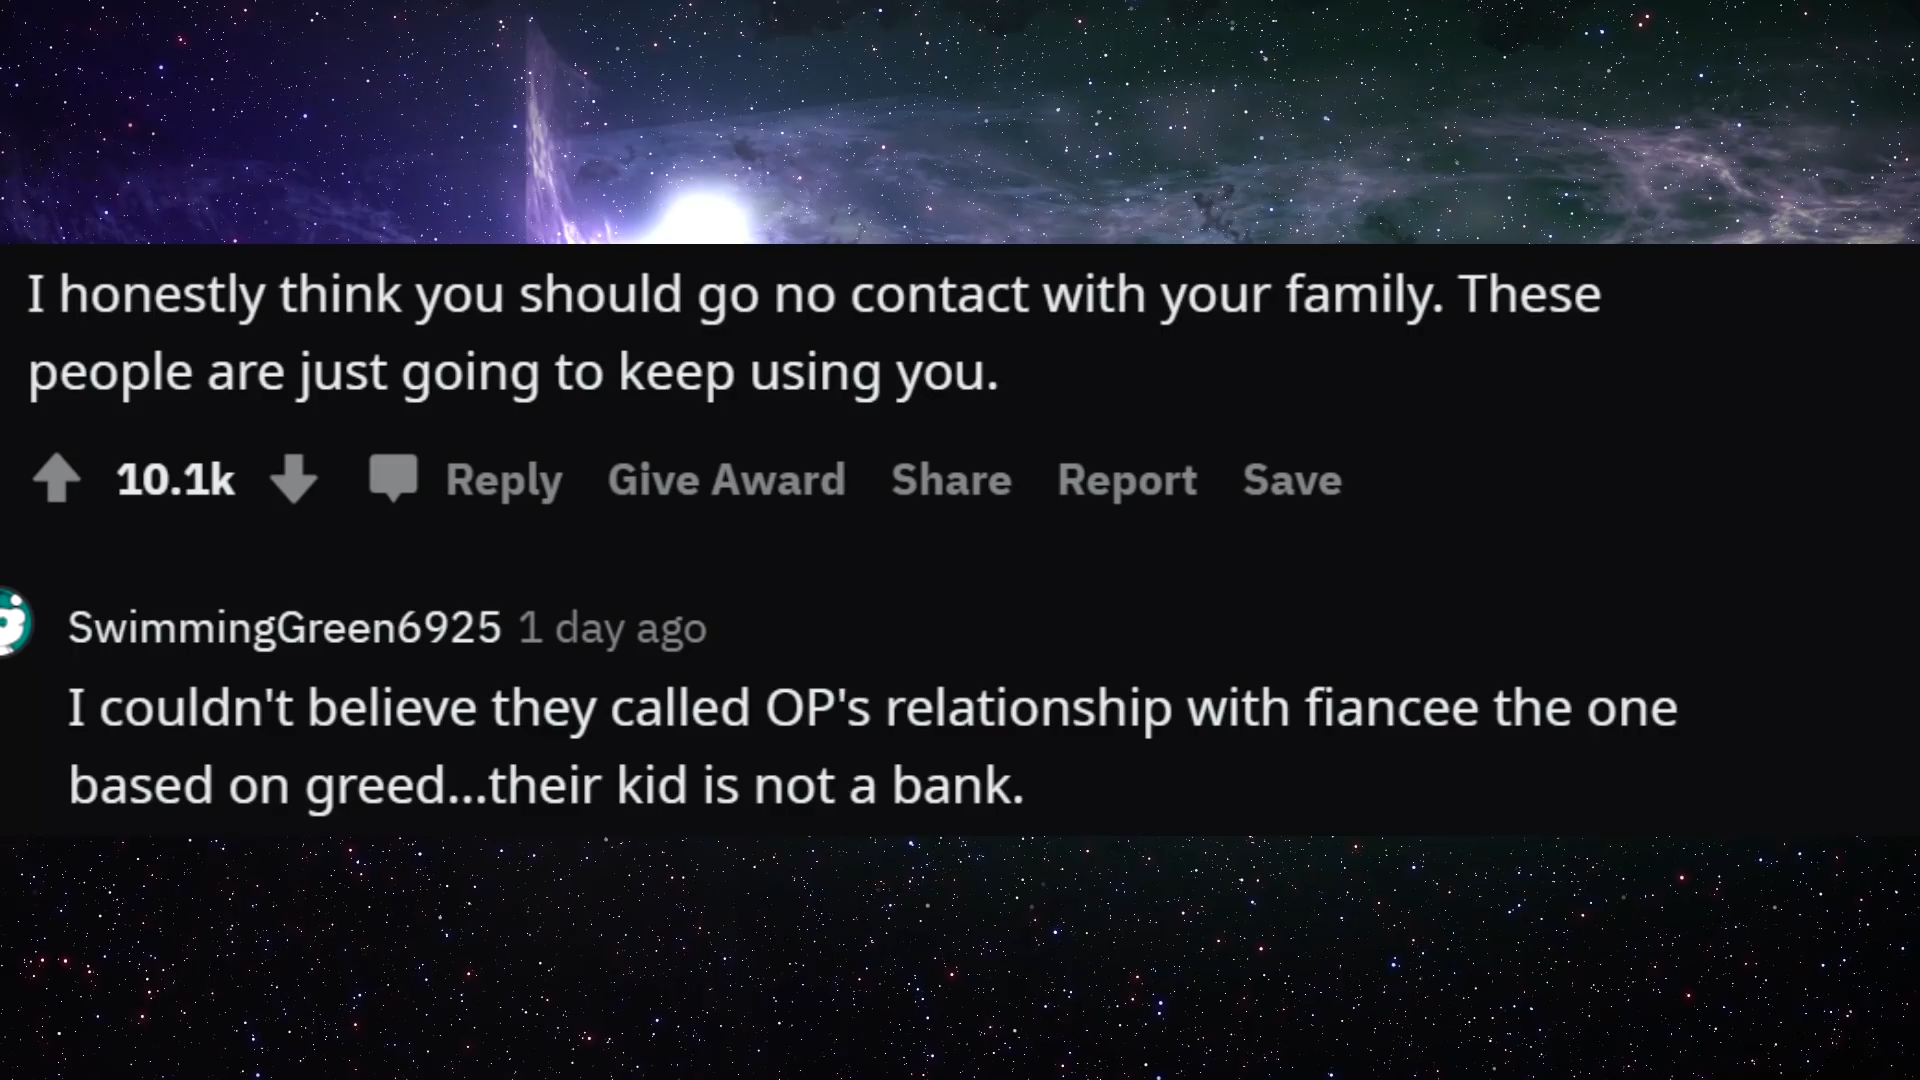 I honestly think you should go no contact with your family. These
people are just going to keep using you.
10.1k Reply Give Award Share Report Save
SwimmingGreen6925 1 day ago
I couldn't believe they called OP's relationship with fiancee the one
based on greed...their kid is not a bank.